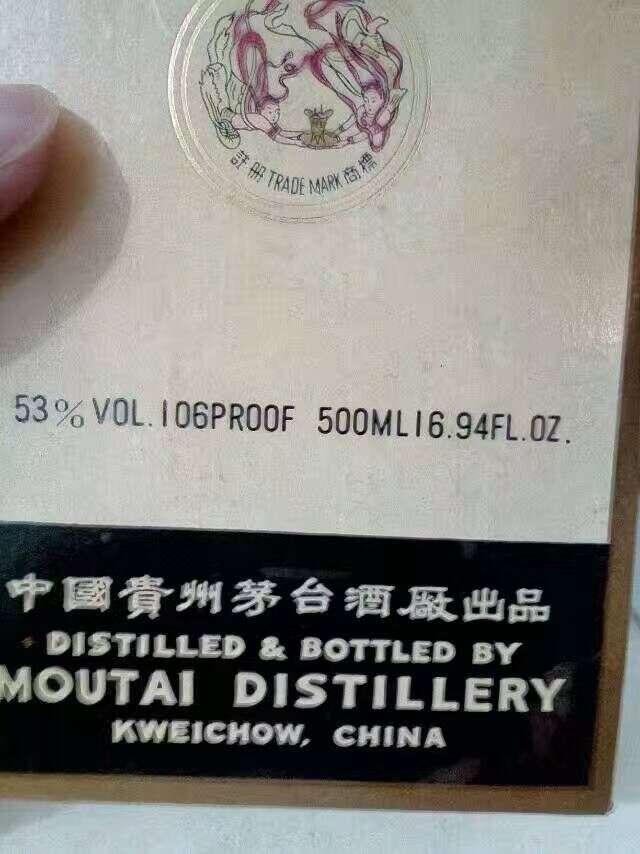 註冊 TRADE MARK 商標
53% VOL. 106PROOF 500ML16.94FL.OZ.
中國貴州茅台酒廠出品
DISTILLED & BOTTLED BY
MOUTAI DISTILLERY
KWEICHOW, CHINA